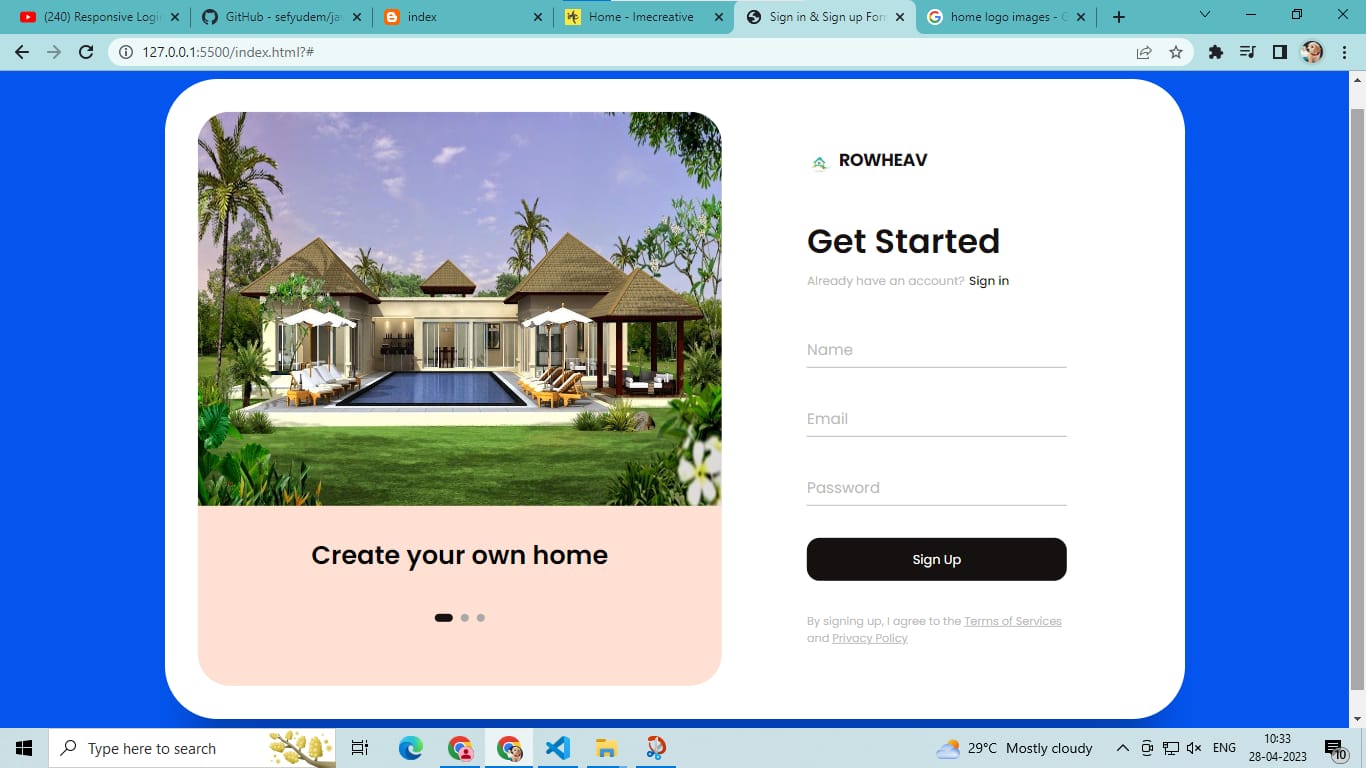 (240) Responsive Logi
GitHub - sefyudem/ja
index
Home - Imecreative
Sign in & Sign up For
home logo images - G
127.0.0.1:5500/index.html?#
ROWHEAV
Get Started
Already have an account? Sign in
Name
Email
Password
Sign Up
By signing up, I agree to the Terms of Services
and Privacy Policy
Create your own home
Type here to search
29°C Mostly cloudy
ENG
10:33
28-04-2023
10